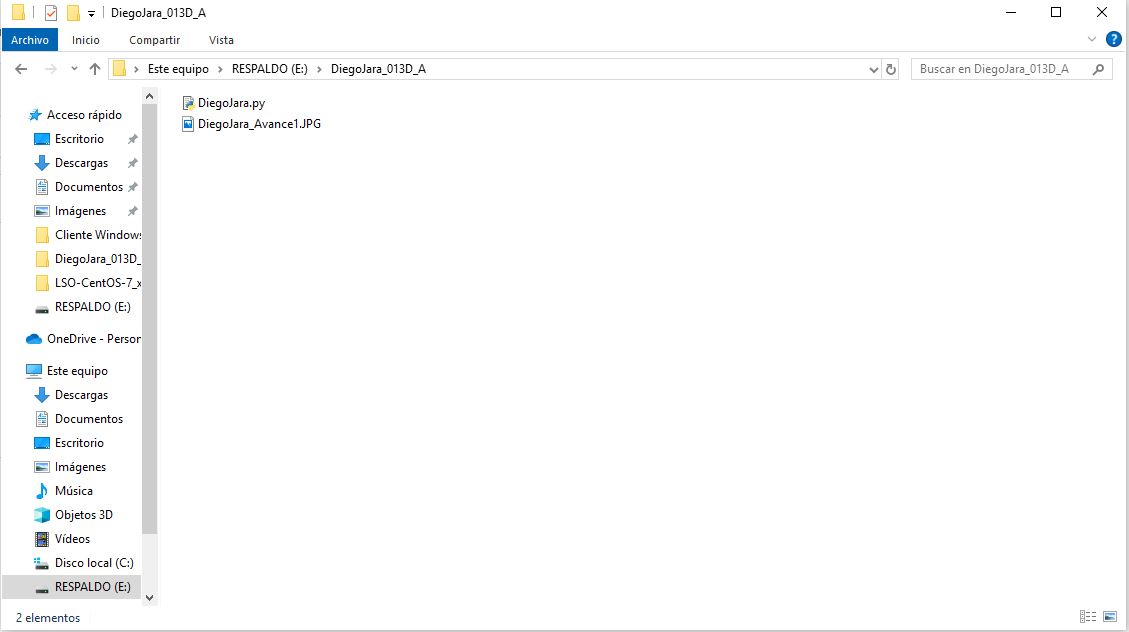 DiegoJara_013D_A
Archivo Inicio Compartir Vista
Este equipo RESPALDO (E:) DiegoJara_013D_A Buscar en DiegoJara_013D_A
Acceso rápido
Escritorio
Descargas
Documentos
Imágenes
Cliente Windows
DiegoJara_013D_
LSO-CentOS-7_x
RESPALDO (E:)
OneDrive - Person
Este equipo
Descargas
Documentos
Escritorio
Imágenes
Música
Objetos 3D
Vídeos
Disco local (C:)
RESPALDO (E:)
DiegoJara.py
DiegoJara_Avance1.JPG
2 elementos